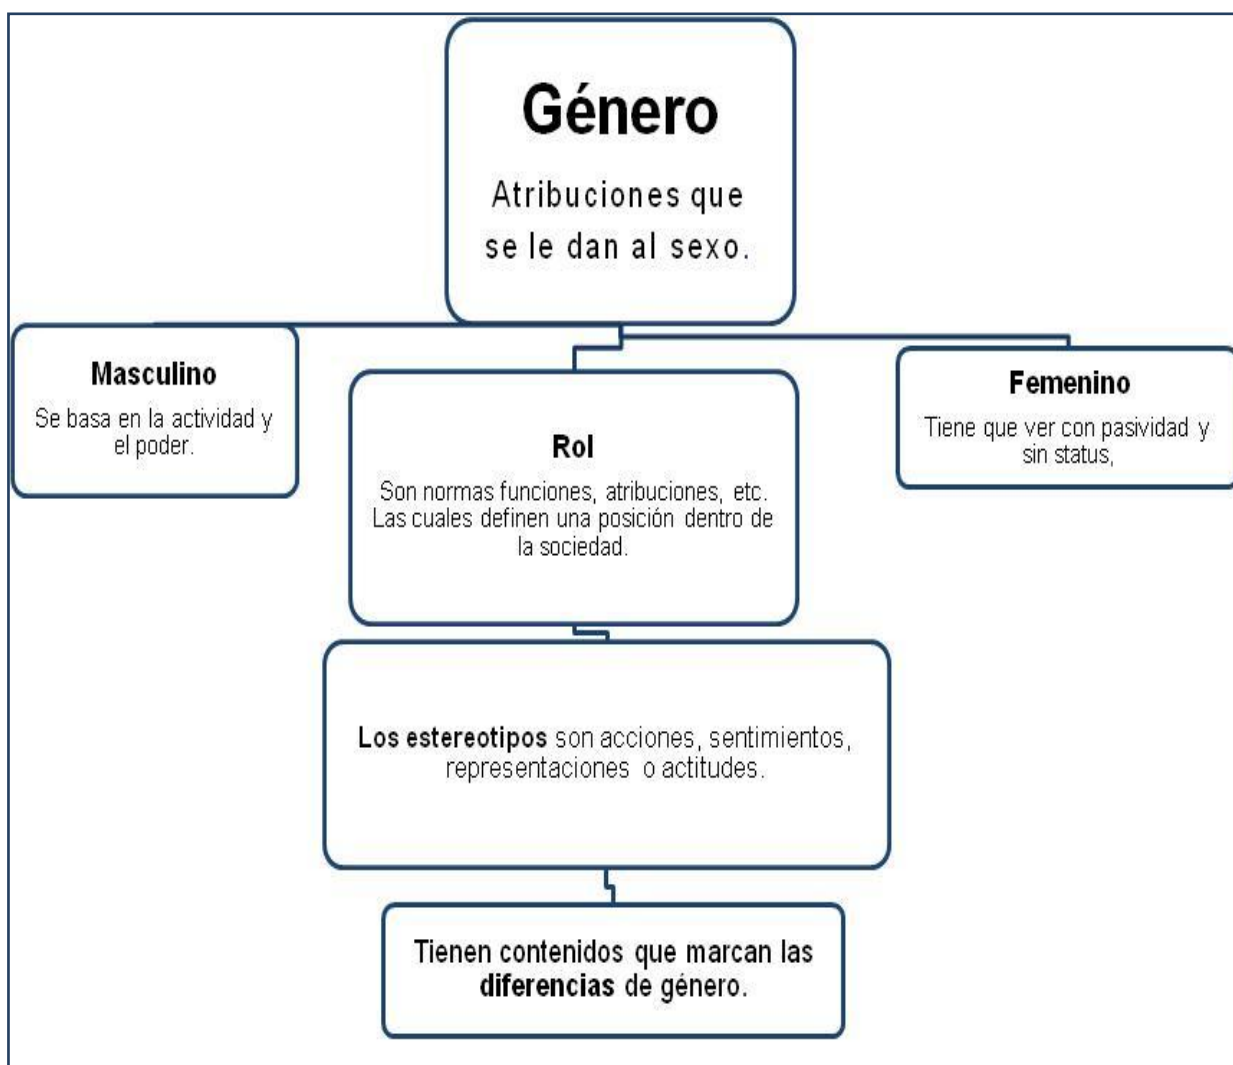 Género
Atribuciones que
se le dan al sexo.
Masculino
Se basa en la actividad y
el poder.
Rol
Son normas funciones, atribuciones, etc.
Las cuales definen una posición dentro de
la sociedad.
Femenino
Tiene que ver con pasividad y
sin status,
Los estereotipos son acciones, sentimientos,
representaciones o actitudes.
Tienen contenidos que marcan las
diferencias de género.